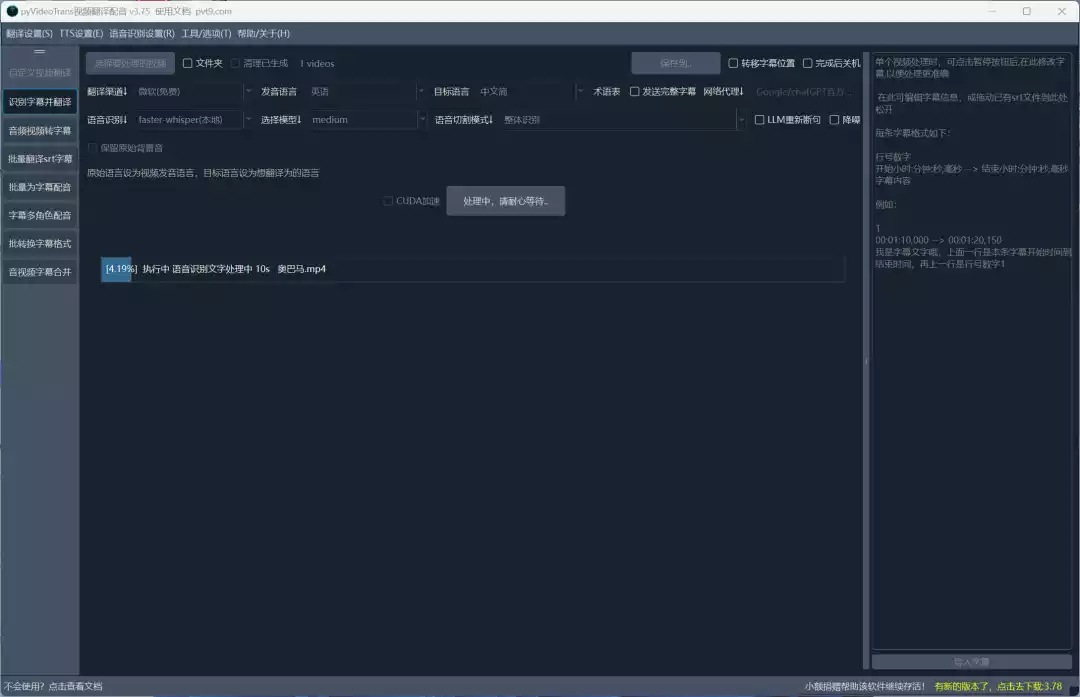 pyVideoTrans视频翻译配音 v3.75 使用文档 pvt9.com
翻译设置(S) TTS设置(E) 语音识别设置(R) 工具/选项(T) 帮助/关于(H)
自定义视频翻译
识别字幕并翻译
音频视频转字幕
批量翻译srt字幕
批量为字幕配音
字幕多角色配音
批转换字幕格式
音视频字幕合并
选择要处理的视频 文件夹 清理已生成 1 videos 保存到.. 转移字幕位置 完成后关机
翻译渠道↓ 微软(免费) 发音语言 英语 目标语言 中文简 术语表 发送完整字幕 网络代理↓
语音识别↓ faster-whisper(本地) 选择模型↓ medium 语音切割模式↓ 整体识别 LLM重新断句 降噪
保留原始背景音
原始语言设为视频发音语言，目标语言设为想翻译为的语言
CUDA加速 处理中，请耐心等待..
[4.19%] 执行中 语音识别文字处理中 10s 奥巴马.mp4
单个视频处理时，可点击暂停按钮后,在此修改字
幕,以便处理更准确
在此可编辑字幕信息，或拖动已有srt文件到此处
松开
每条字幕格式如下：
行号数字
开始小时:分钟:秒,毫秒 --> 结束小时:分钟:秒,毫秒
字幕内容
例如：
1
00:01:10,000 --> 00:01:20,150
我是字幕文字哦，上面一行是本条字幕开始时间到
结束时间，再上一行是行号数字1
导入字幕
不会使用？点击查看文档
小额捐赠帮助该软件继续存活！ 有新的版本了，点击去下载:3.78